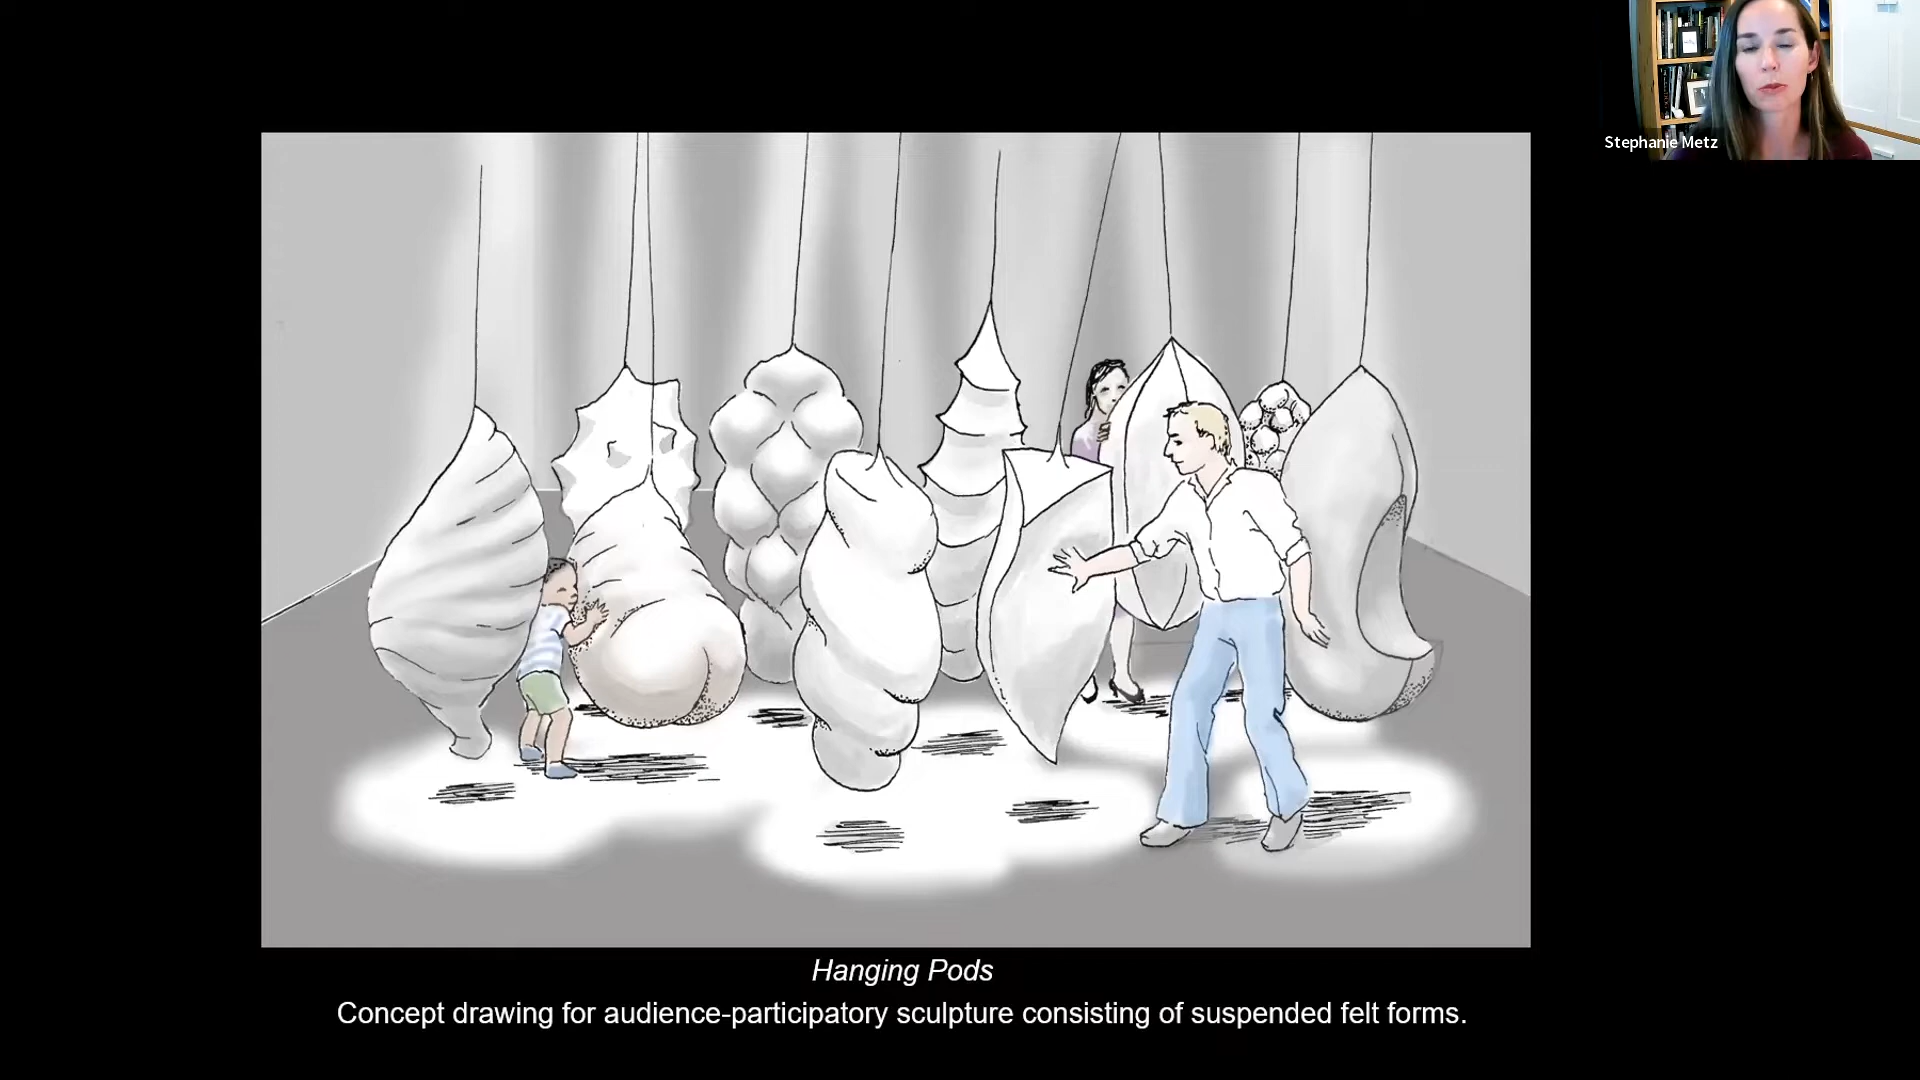 Stephanie Metz
Hanging Pods
Concept drawing for audience-participatory sculpture consisting of suspended felt forms.